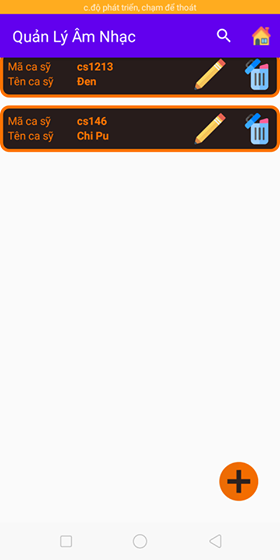 c.độ phát triển, chạm để thoát
Quản Lý Âm Nhạc
Mã ca sỹ cs1213
Tên ca sỹ Đen
Mã ca sỹ cs146
Tên ca sỹ Chi Pu